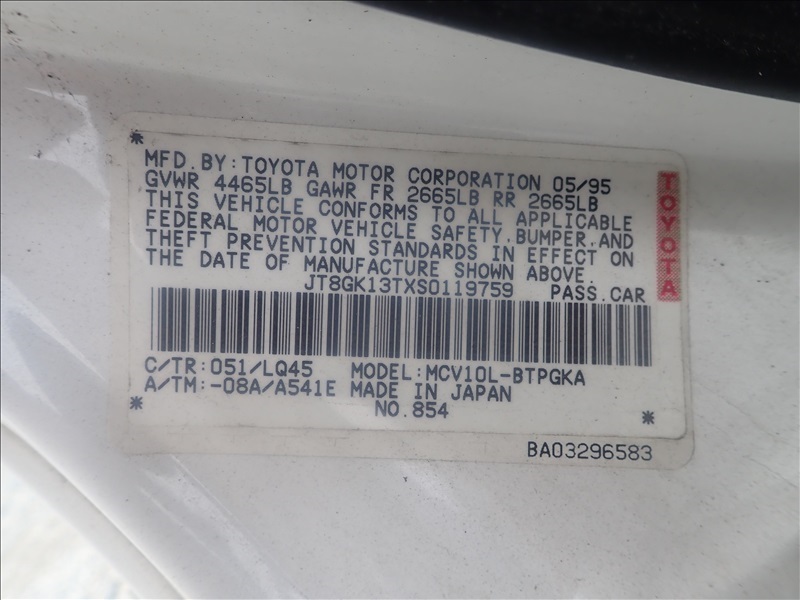 *
MFD. BY: TOYOTA MOTOR CORPORATION 05/95
GVWR 4465LB GAWR FR 2665LB RR 2665LB
THIS VEHICLE CONFORMS TO ALL APPLICABLE
FEDERAL MOTOR VEHICLE SAFETY, BUMPER, AND
THEFT PREVENTION STANDARDS IN EFFECT ON
THE DATE OF MANUFACTURE SHOWN ABOVE.
JT8GK13TXS0119759 PASS. CAR
TOYOTA
C/TR: 051/LQ45 MODEL: MCV10L-BTPGKA
A/TM: -08A/A541E MADE IN JAPAN
* NO. 854 *
BA03296583